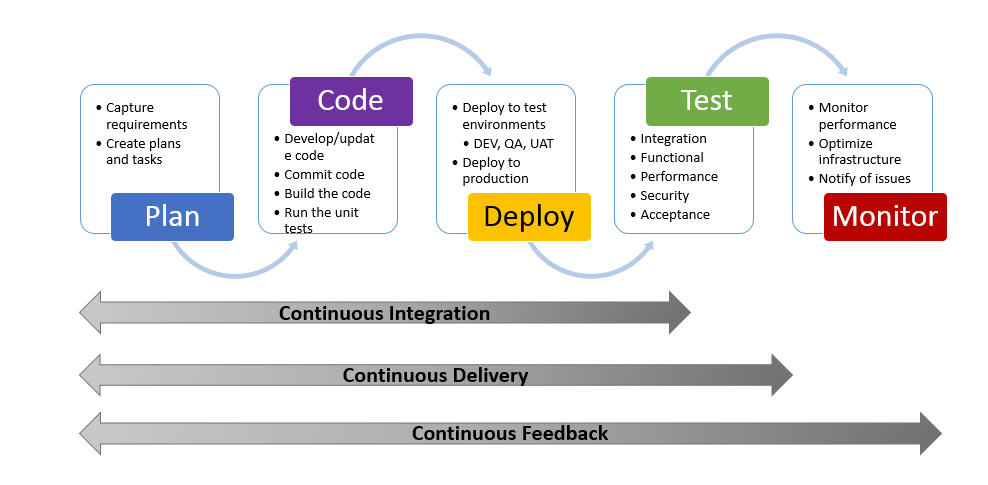 • Capture
requirements
• Create plans
and tasks
Plan
Code
• Develop/updat
e code
• Commit code
• Build the code
• Run the unit
tests
• Deploy to test
environments
• DEV, QA, UAT
• Deploy to
production
Deploy
Test
• Integration
• Functional
• Performance
• Security
• Acceptance
• Monitor
performance
• Optimize
infrastructure
• Notify of issues
Monitor
Continuous Integration
Continuous Delivery
Continuous Feedback